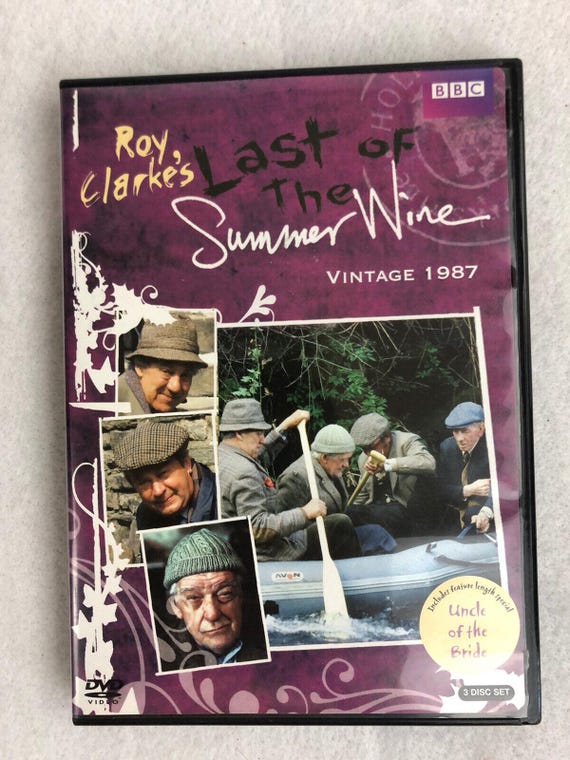 BBC
Roy
Clarke's
Last of
the
Summer Wine
VINTAGE 1987
AVON
Includes feature length special
Uncle
of the
Bride
DVD
VIDEO
3 DISC SET